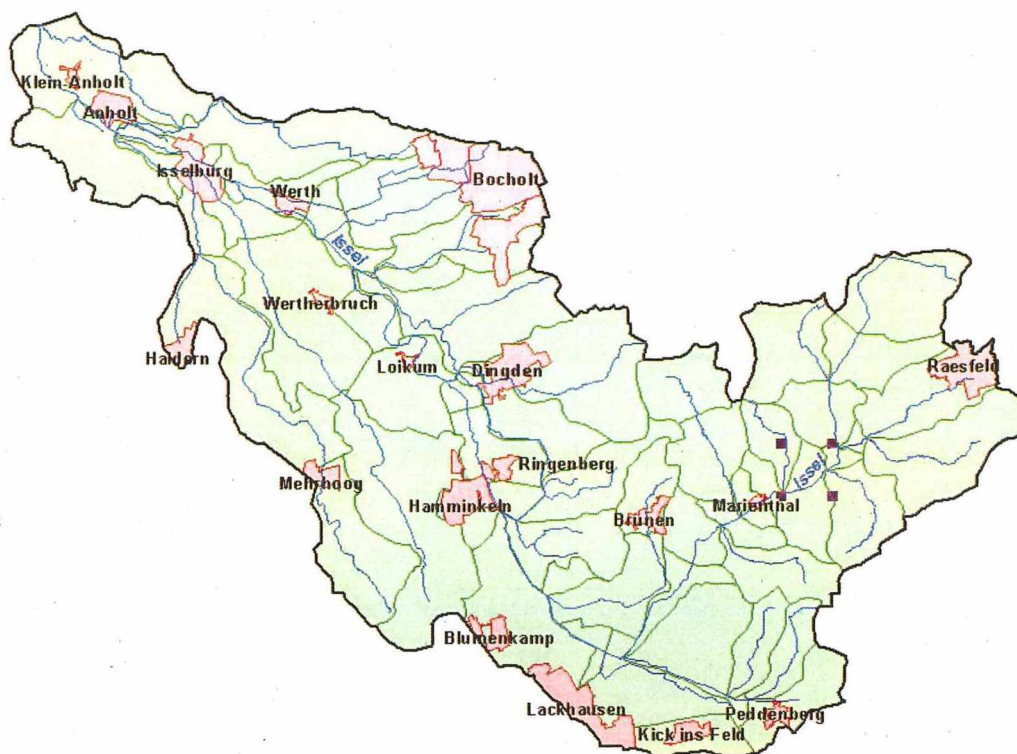 Klein-Anholt
Anholt
Isselburg
Werth
Bocholt
Issel
Wertherbruch
Haldern
Loikum
Dingden
Raesfeld
Ringenberg
Mehrhoog
Issel
Hamminkeln
Marienthal
Brünen
Blumenkamp
Lackhausen
Peddenberg
Kick ins Feld